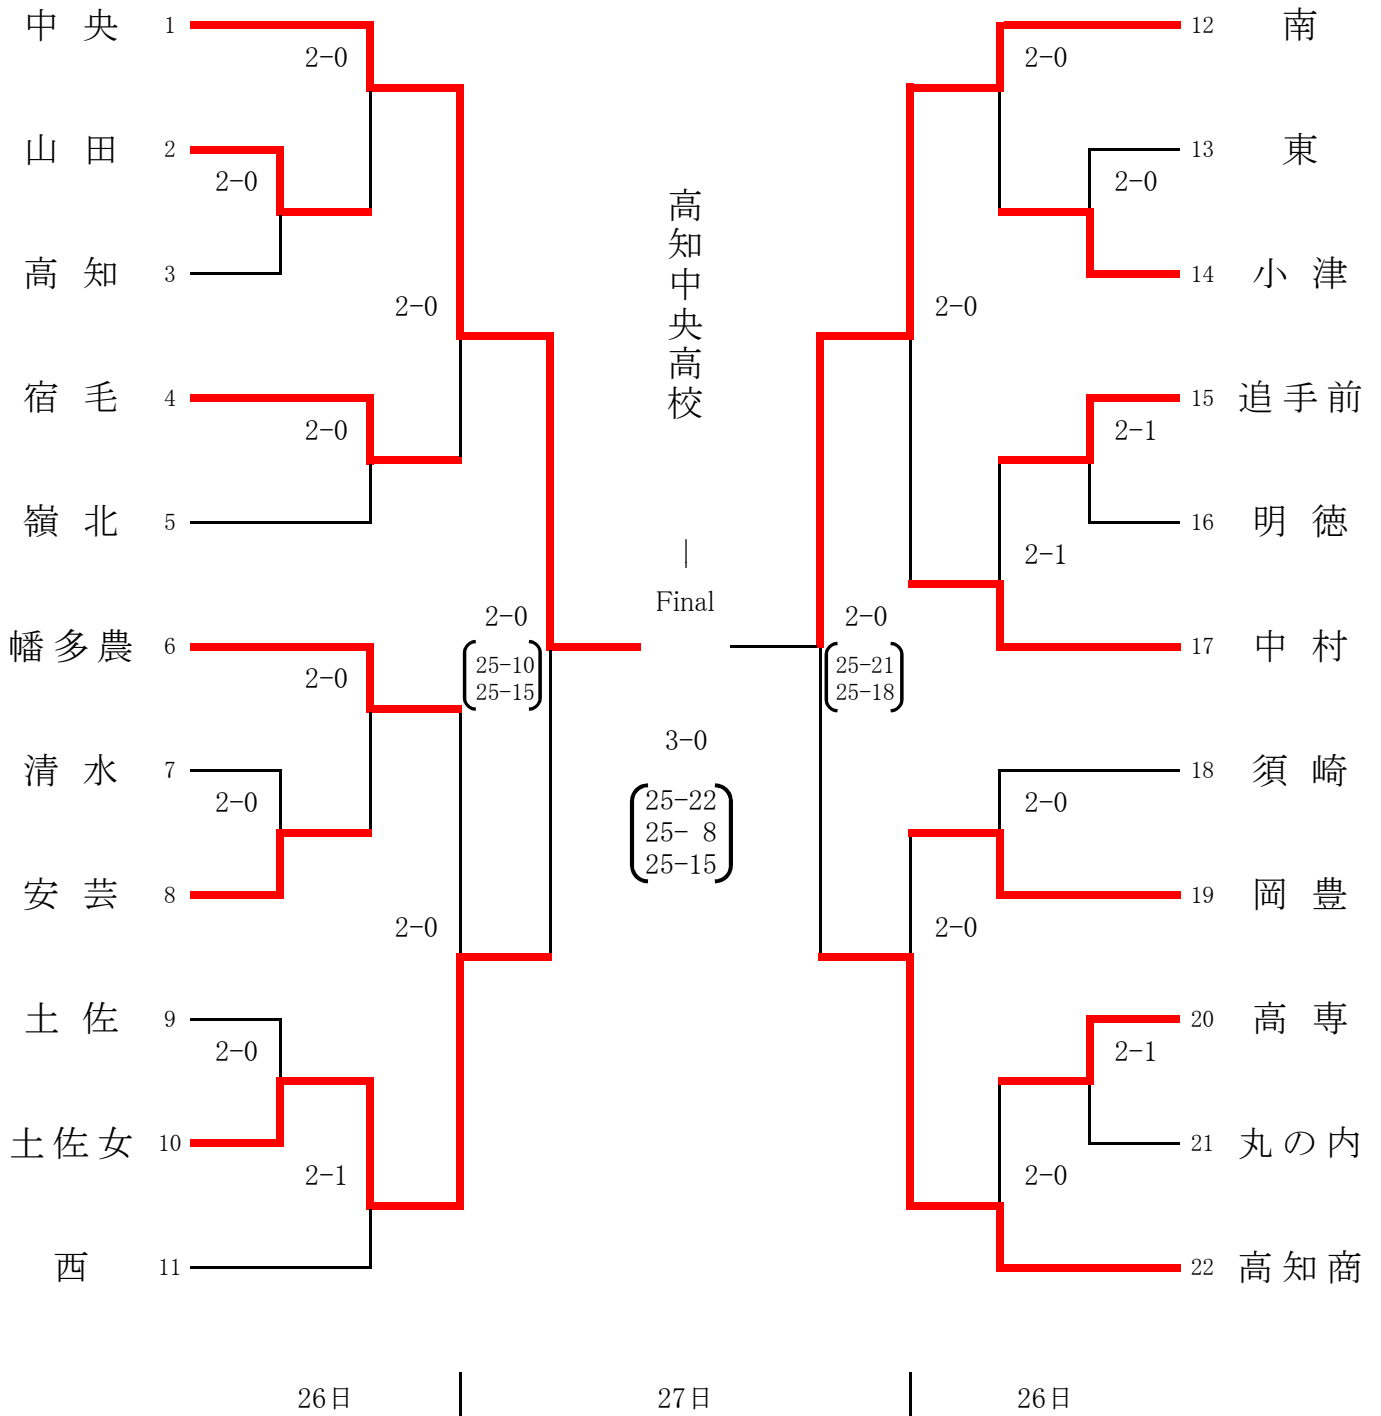 中央 1
2-0
山田 2
2-0
高知 3
2-0
宿毛 4
2-0
嶺北 5
幡多農 6
2-0
清水 7
2-0
安芸 8
2-0
土佐 9
2-0
土佐女 10
2-1
西 11
高知中央高校
|
Final
2-0
25-10
25-15
2-0
25-21
25-18
3-0
25-22
25- 8
25-15
12 南
2-0
13 東
2-0
14 小津
2-0
15 追手前
2-1
16 明徳
2-1
17 中村
18 須崎
2-0
19 岡豊
2-0
20 高専
2-1
21 丸の内
2-0
22 高知商
26日
27日
26日